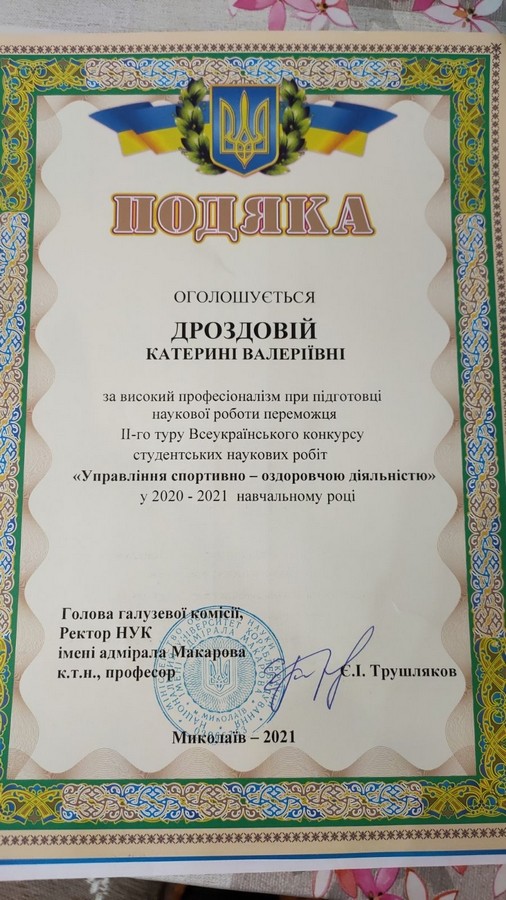 ПОДЯКА
ОГОЛОШУЄТЬСЯ
ДРОЗДОВІЙ
КАТЕРИНІ ВАЛЕРІЇВНІ
за високий професіоналізм при підготовці
наукової роботи переможця
ІІ-го туру Всеукраїнського конкурсу
студентських наукових робіт
«Управління спортивно – оздоровчою діяльністю»
у 2020 - 2021 навчальному році
Голова галузевої комісії,
Ректор НУК
імені адмірала Макарова
к.т.н., професор
Є.І. Трушляков
Миколаїв – 2021